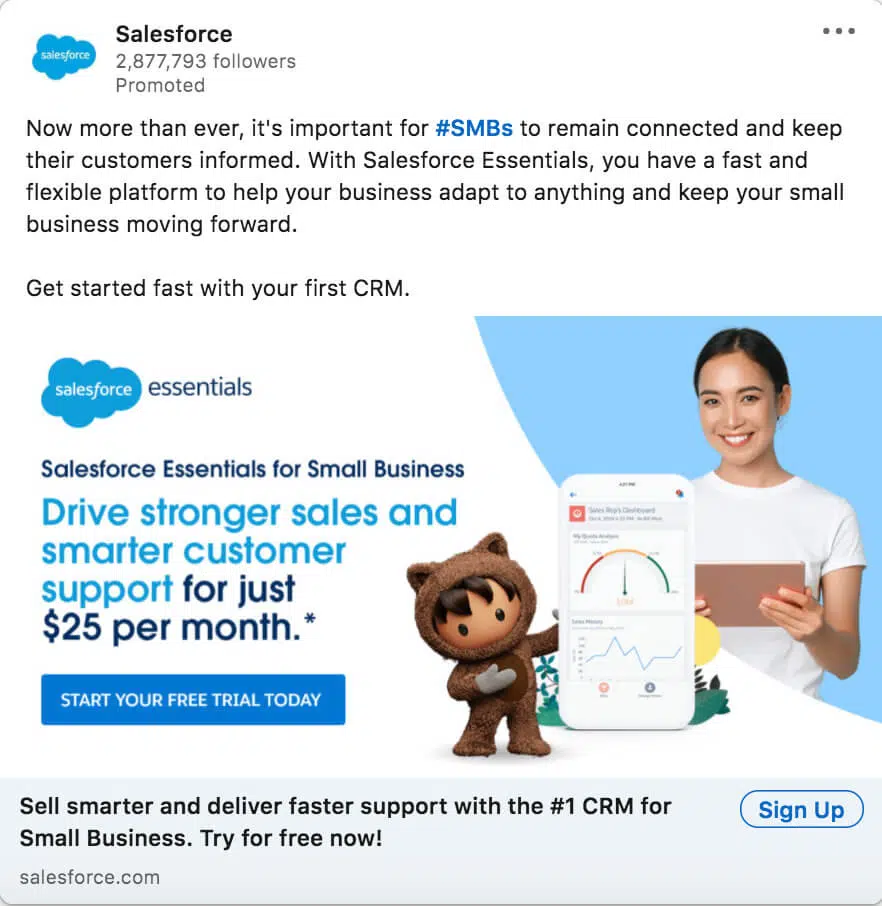 salesforce
Salesforce
2,877,793 followers
Promoted
Now more than ever, it's important for #SMBs to remain connected and keep
their customers informed. With Salesforce Essentials, you have a fast and
flexible platform to help your business adapt to anything and keep your small
business moving forward.
Get started fast with your first CRM.
salesforce essentials
Salesforce Essentials for Small Business
Drive stronger sales and
smarter customer
support for just
$25 per month.*
START YOUR FREE TRIAL TODAY
Sales Rep's Dashboard
My Quota Analysis
Sales History
Sell smarter and deliver faster support with the #1 CRM for
Small Business. Try for free now!
Sign Up
salesforce.com